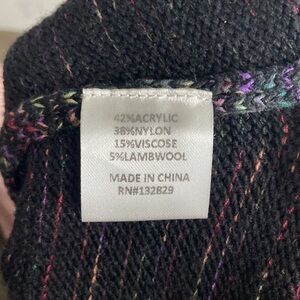 42%ACRYLIC
38%NYLON
15%VISCOSE
5%LAMBWOOL
MADE IN CHINA
RN#132829